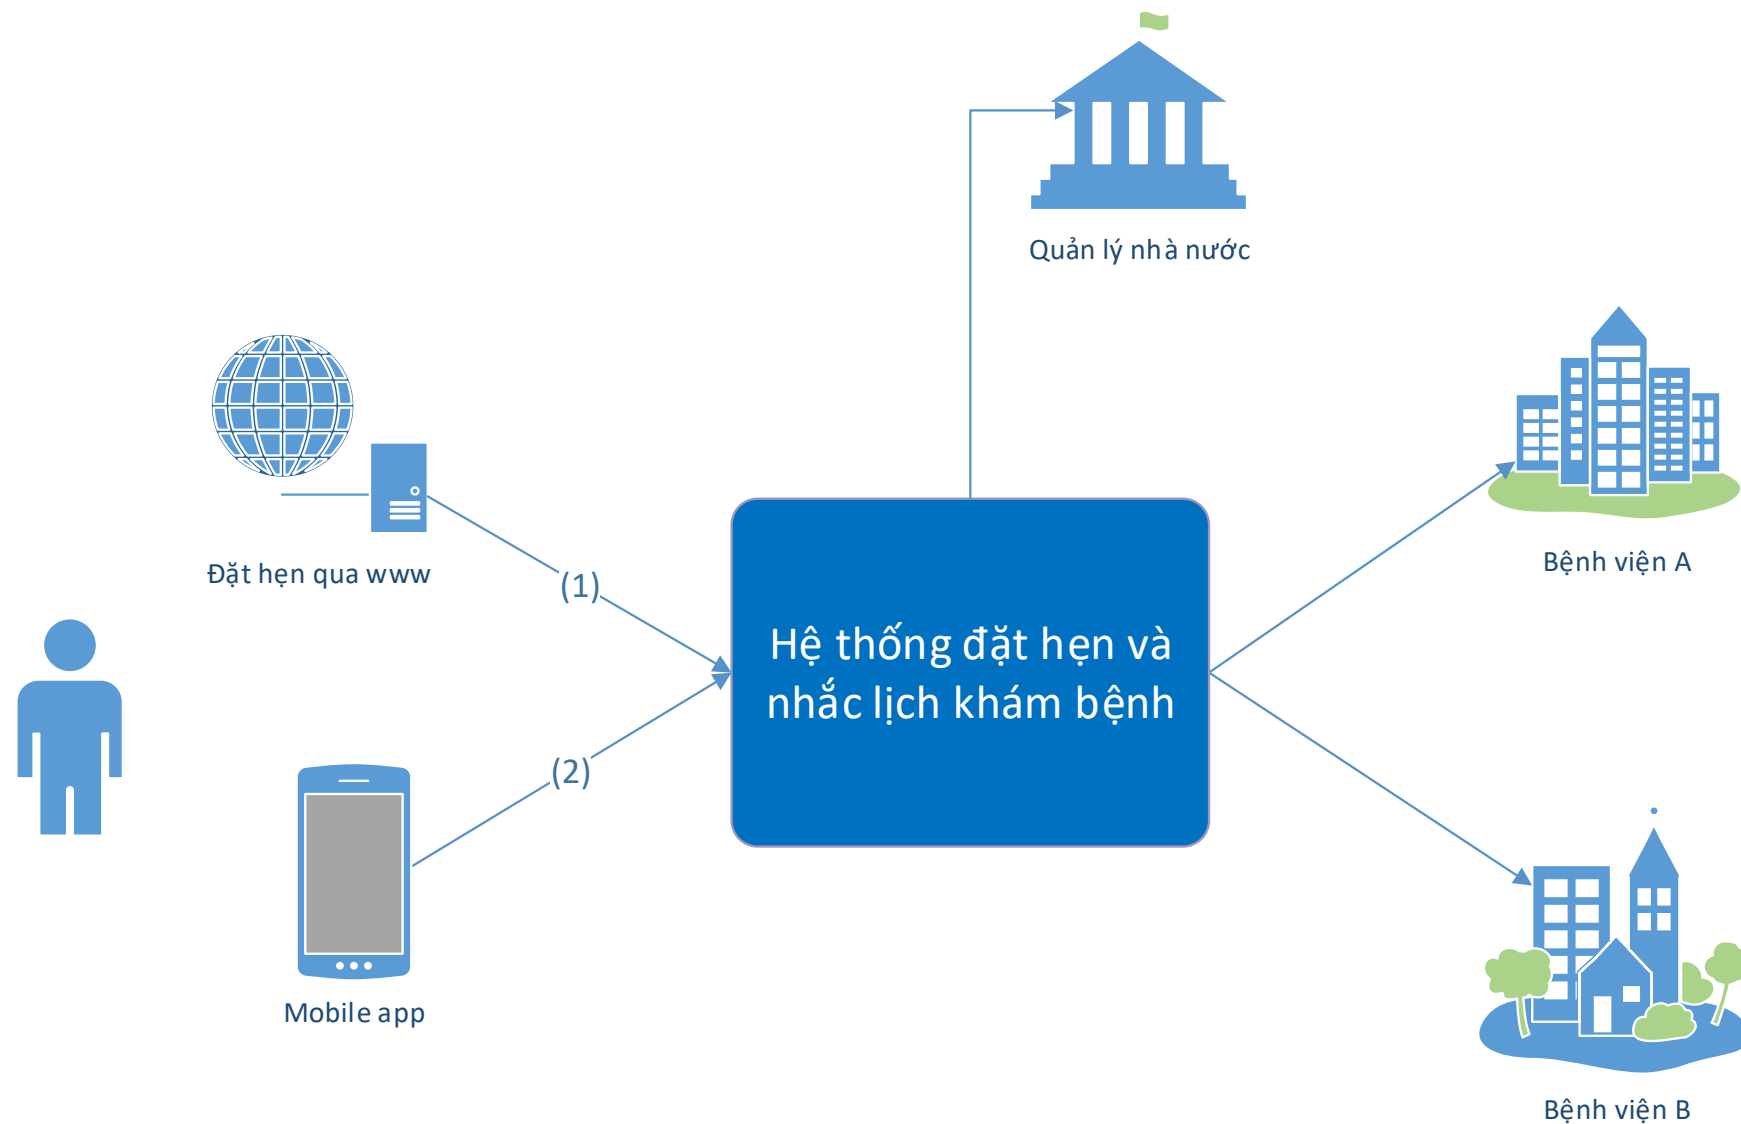 Quản lý nhà nước
Đặt hẹn qua www
Bệnh viện A
(1)
Hệ thống đặt hẹn và
nhắc lịch khám bệnh
(2)
Mobile app
Bệnh viện B